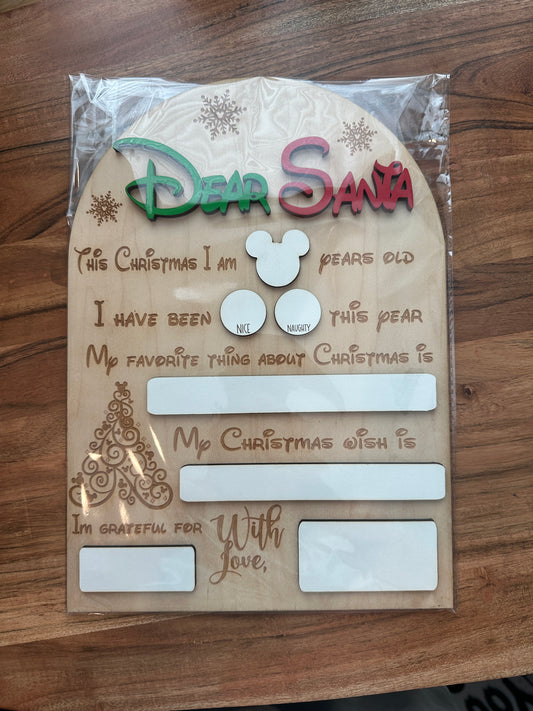 Dear Santa
This Christmas I am years old
I have been NICE NAUGHTY this year
My favorite thing about Christmas is
My Christmas wish is
Im grateful for
With
Love,